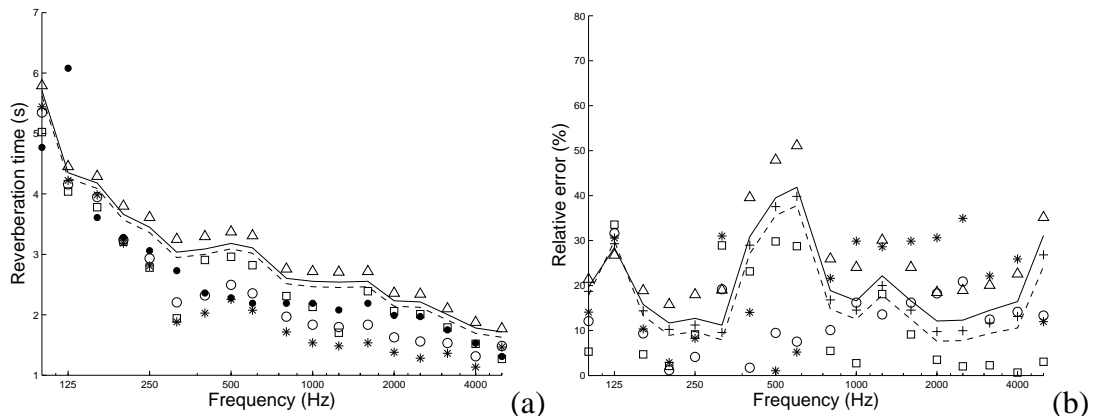 7
6
5
4
3
2
1
125 250 500 1000 2000 4000
Reverberation time (s)
Frequency (Hz)
(a)
80
70
60
50
40
30
20
10
0
125 250 500 1000 2000 4000
Relative error (%)
Frequency (Hz)
(b)